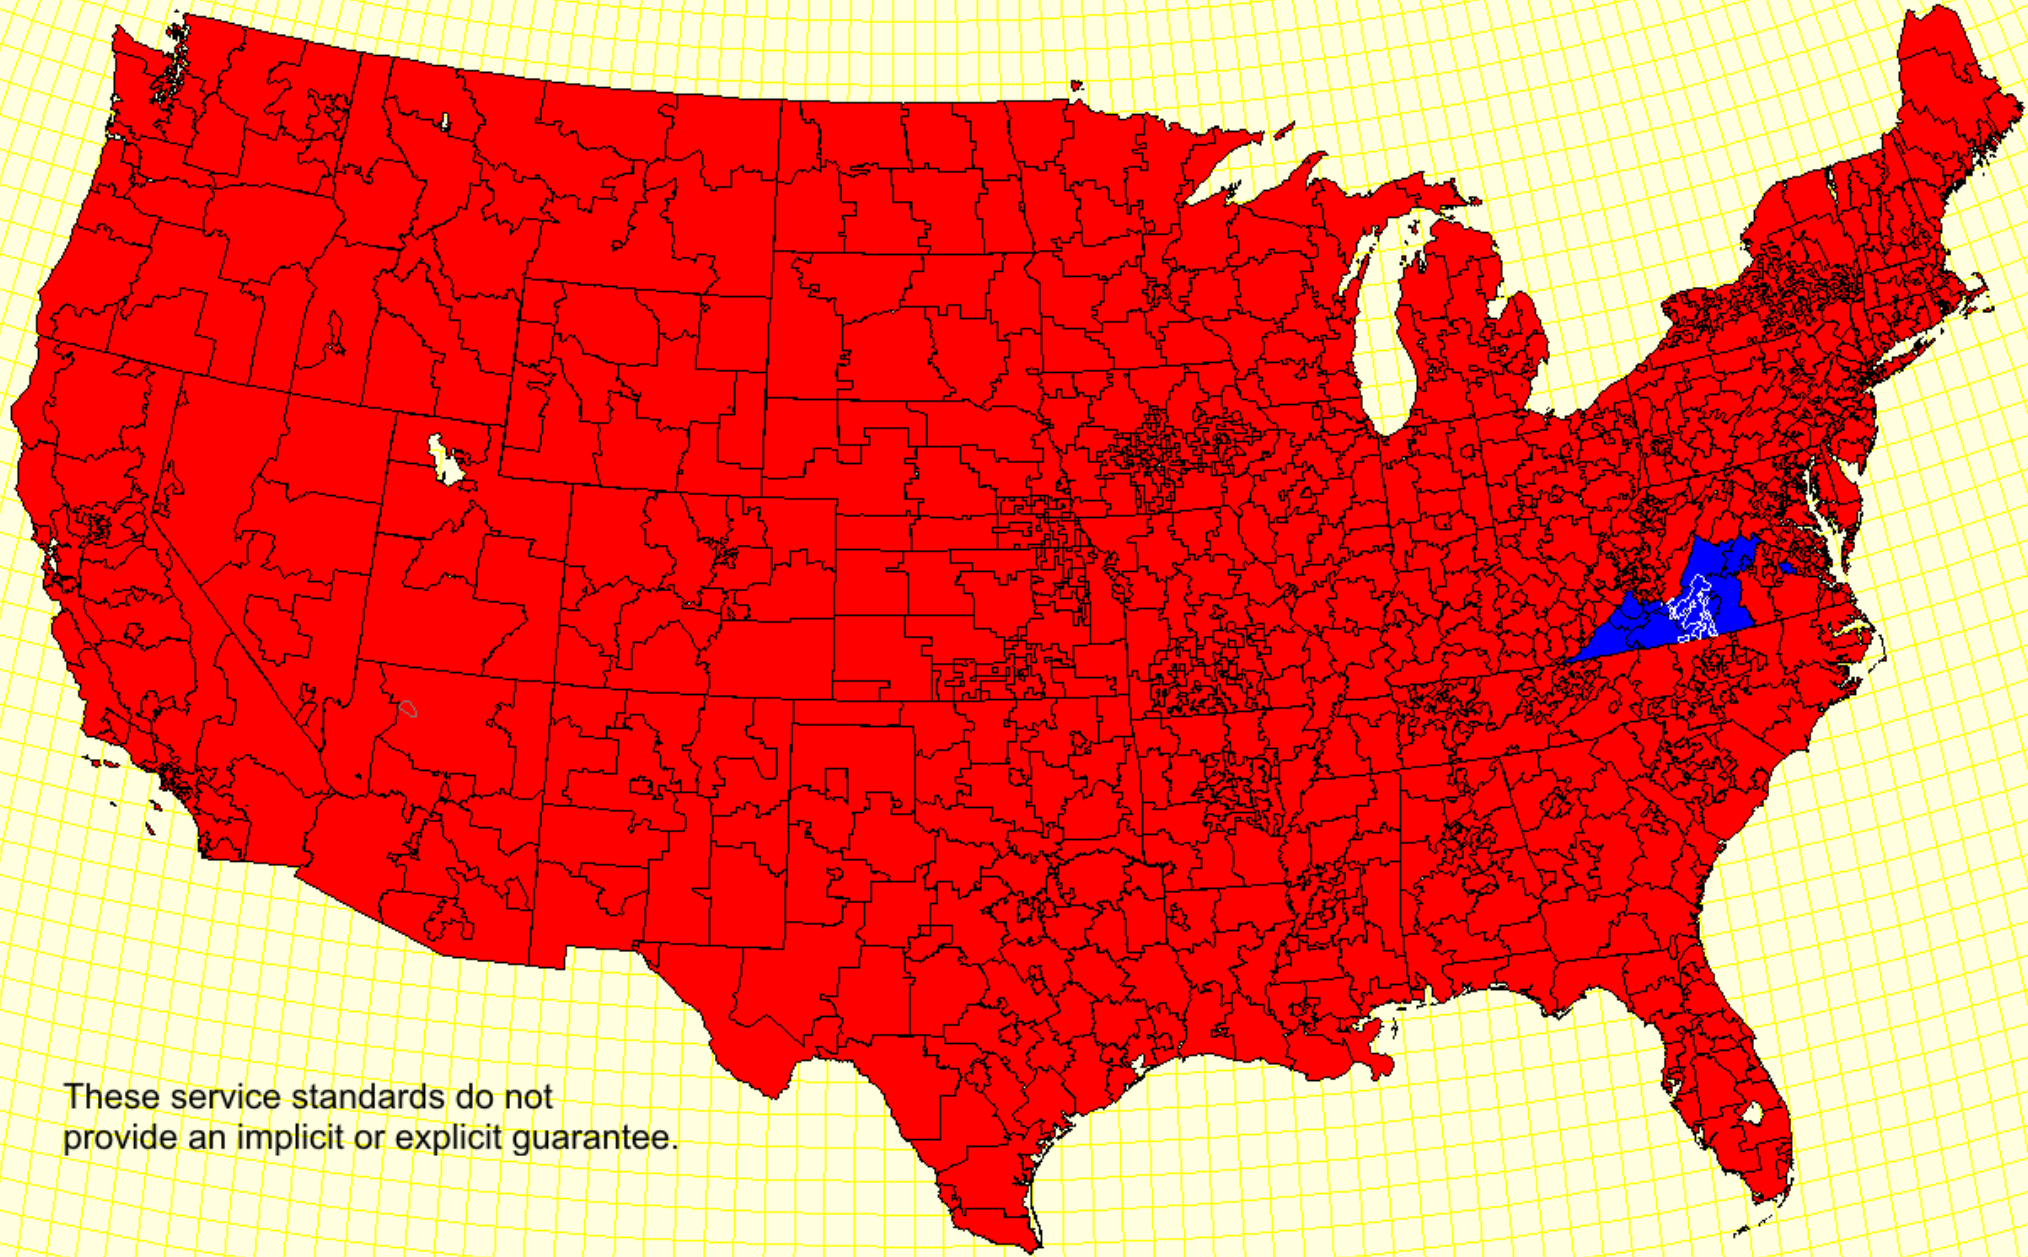 These service standards do not
provide an implicit or explicit guarantee.